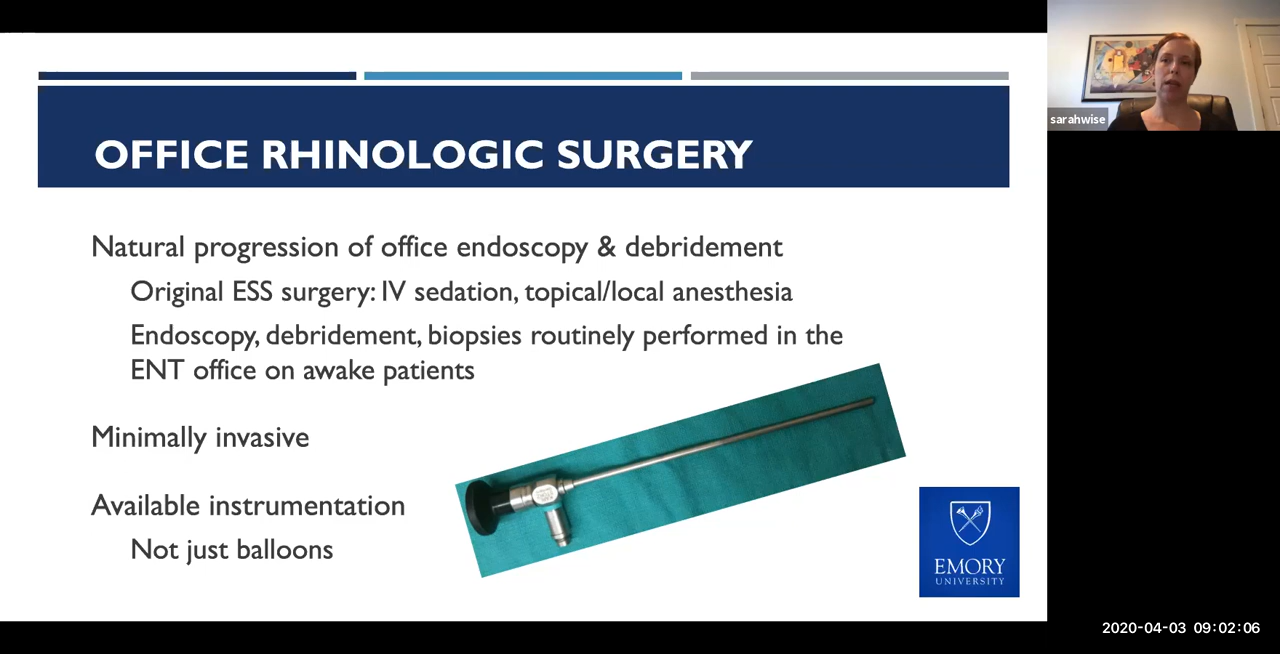 OFFICE RHINOLOGIC SURGERY
Natural progression of office endoscopy & debridement
Original ESS surgery: IV sedation, topical/local anesthesia
Endoscopy, debridement, biopsies routinely performed in the
ENT office on awake patients
Minimally invasive
Available instrumentation
Not just balloons
EMORY
UNIVERSITY
sarahwise
2020-04-03 09:02:06